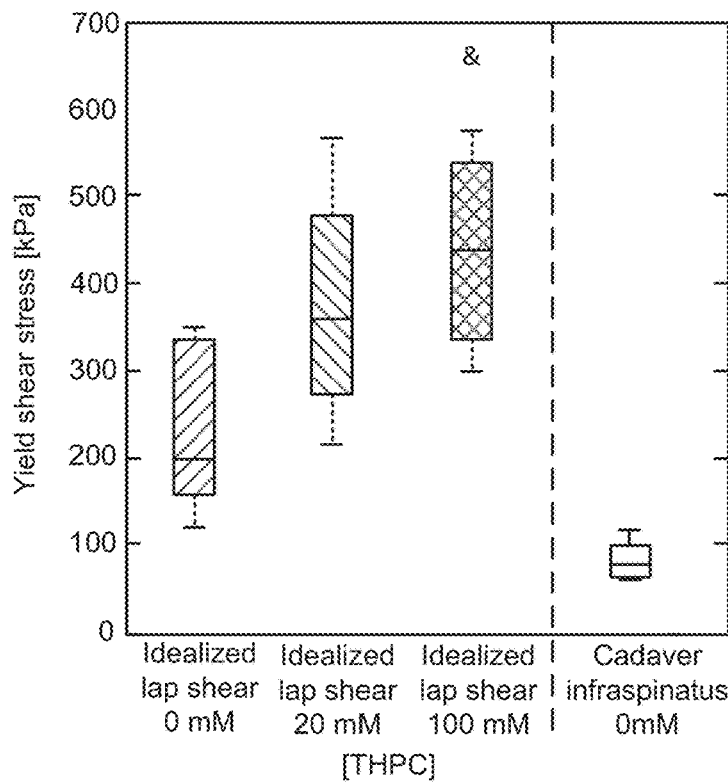 700
600
500
400
300
200
100
0
Yield shear stress [kPa]
&
Idealized
lap shear
0 mM
Idealized
lap shear
20 mM
Idealized
lap shear
100 mM
Cadaver
infraspinatus
0mM
[THPC]